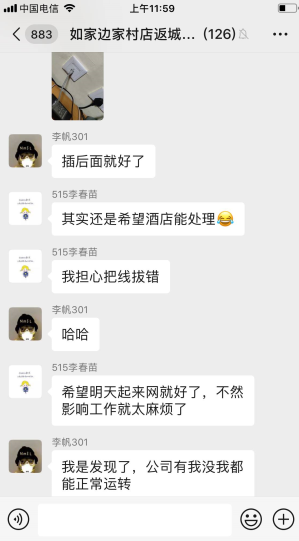 中国电信
上午11:59
883
如家边家村店返城... (126)
李帆301
插后面就好了
515李春苗
其实还是希望酒店能处理😂
515李春苗
我担心把线拔错
李帆301
哈哈
515李春苗
希望明天起来网就好了，不然
影响工作就太麻烦了
李帆301
我是发现了，公司有我没我都
能正常运转